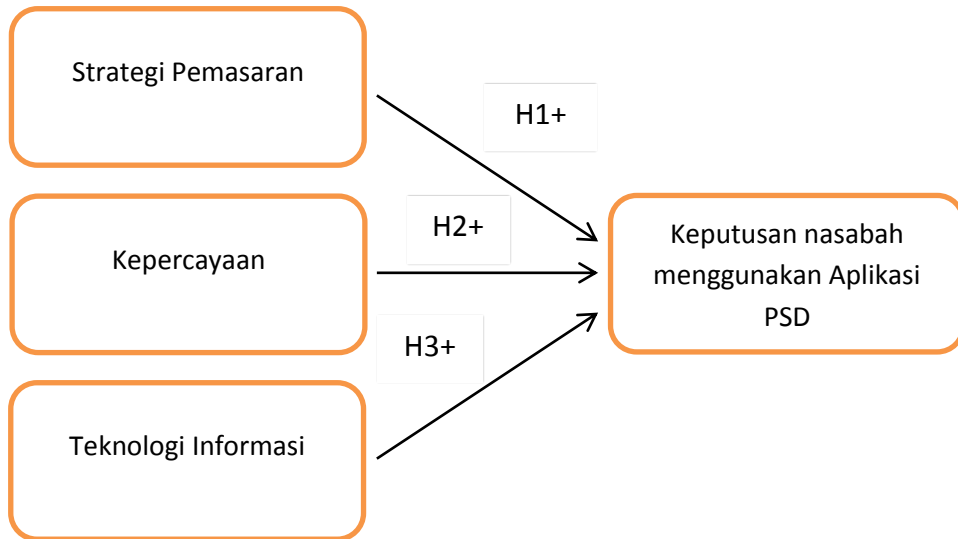 Strategi Pemasaran
H1+
H2+
Kepercayaan
Keputusan nasabah
menggunakan Aplikasi
PSD
H3+
Teknologi Informasi